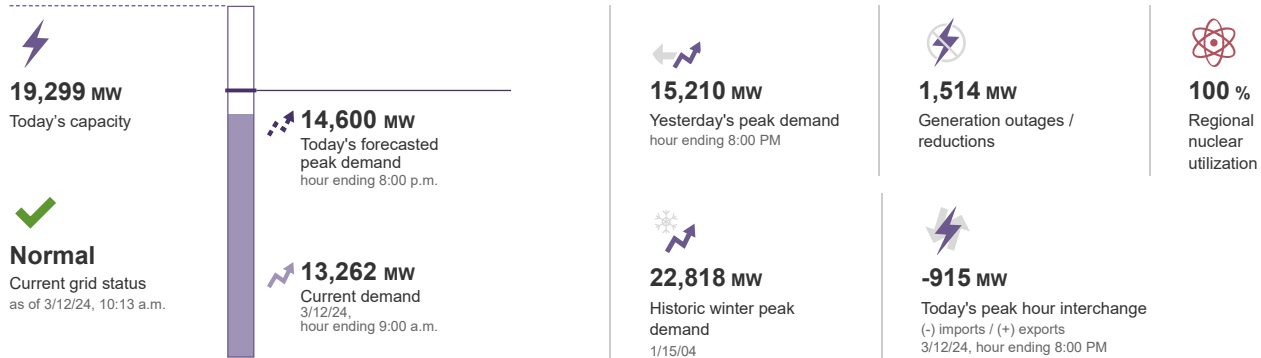 19,299 MW
Today's capacity
Normal
Current grid status
as of 3/12/24, 10:13 a.m.
14,600 MW
Today's forecasted
peak demand
hour ending 8:00 p.m.
13,262 MW
Current demand
3/12/24,
hour ending 9:00 a.m.
15,210 MW
Yesterday's peak demand
hour ending 8:00 PM
1,514 MW
Generation outages /
reductions
100 %
Regional
nuclear
utilization
22,818 MW
Historic winter peak
demand
1/15/04
-915 MW
Today's peak hour interchange
(-) imports / (+) exports
3/12/24, hour ending 8:00 PM